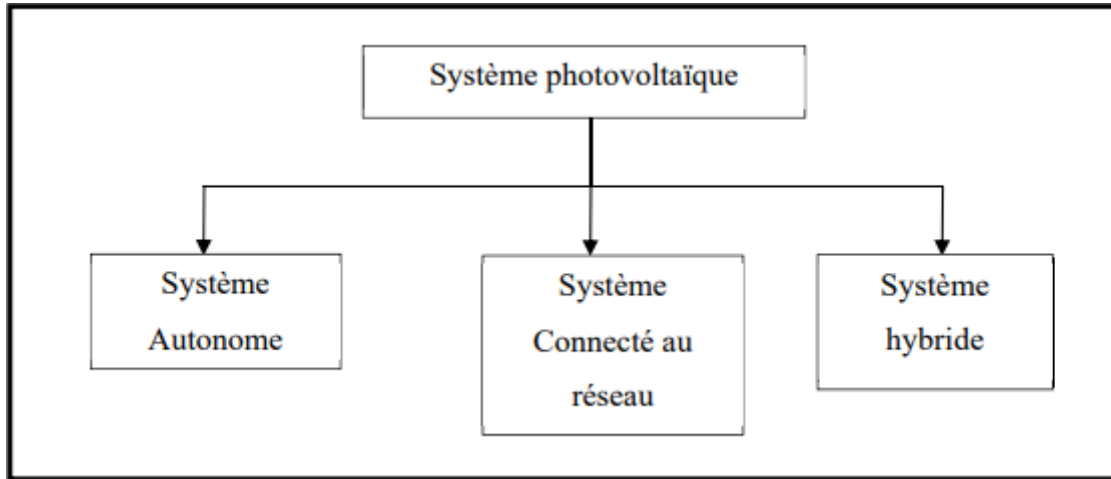 Système photovoltaïque
Système
Autonome
Système
Connecté au
réseau
Système
hybride